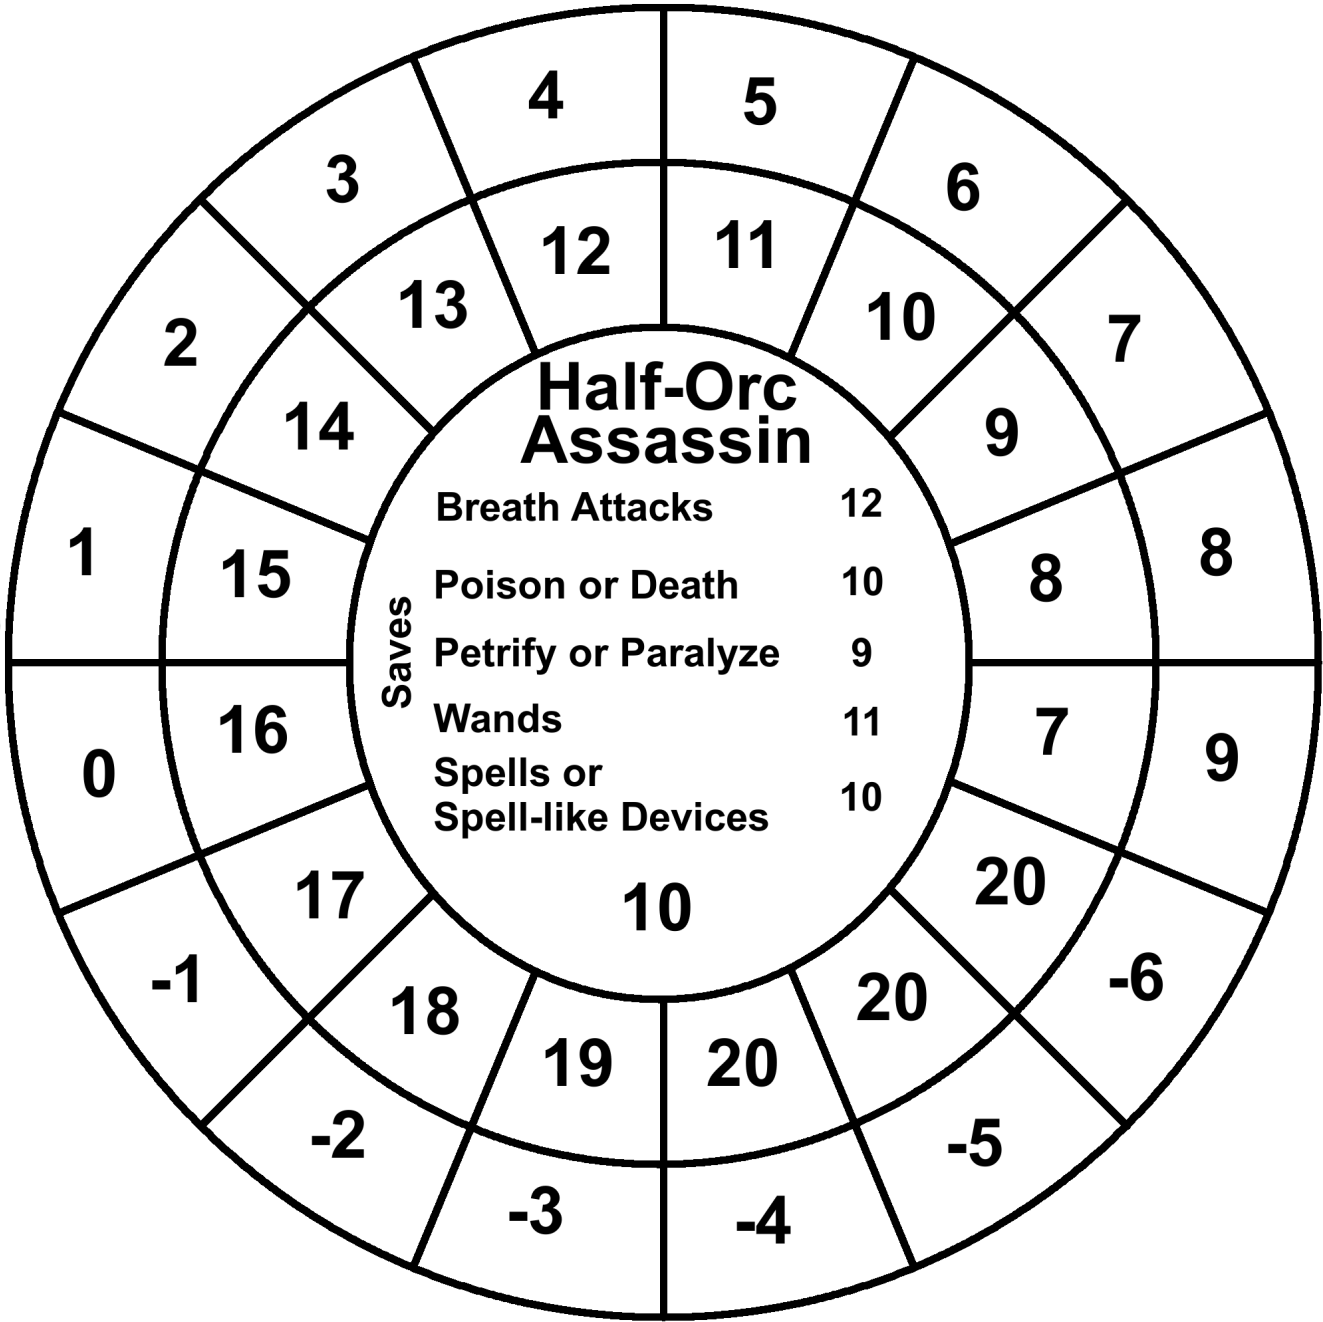 4 5
3 6
12 11
2 13 10 7
14 9
Half-Orc
Assassin
Breath Attacks 12
1 15 8 8
Poison or Death 10
Saves
Petrify or Paralyze 9
Wands 11
0 16 7 9
Spells or
Spell-like Devices 10
17 20
10
-1 18 20 -6
19 20
-2 -5
-3 -4